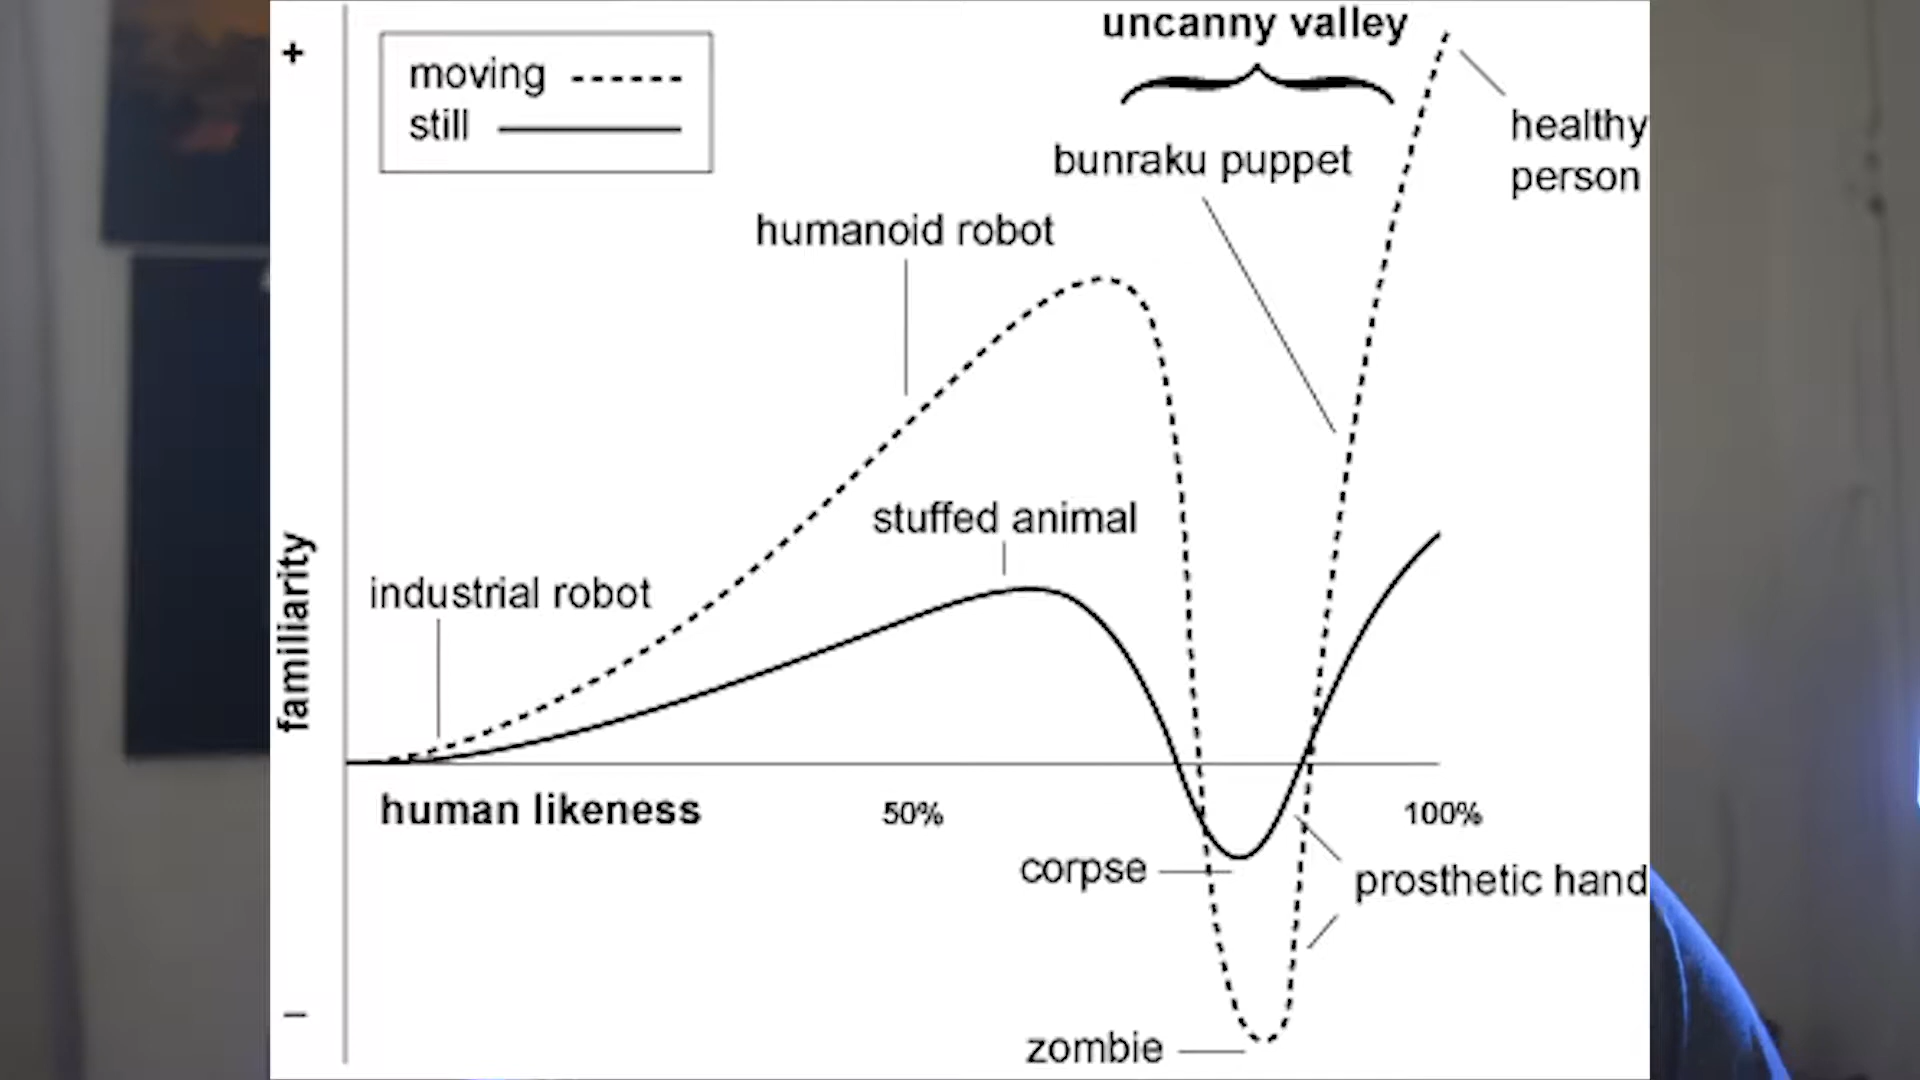 uncanny valley
+
moving
still
healthy
person
bunraku puppet
humanoid robot
stuffed animal
industrial robot
familiarity
human likeness
50%
100%
corpse
prosthetic hand
–
zombie